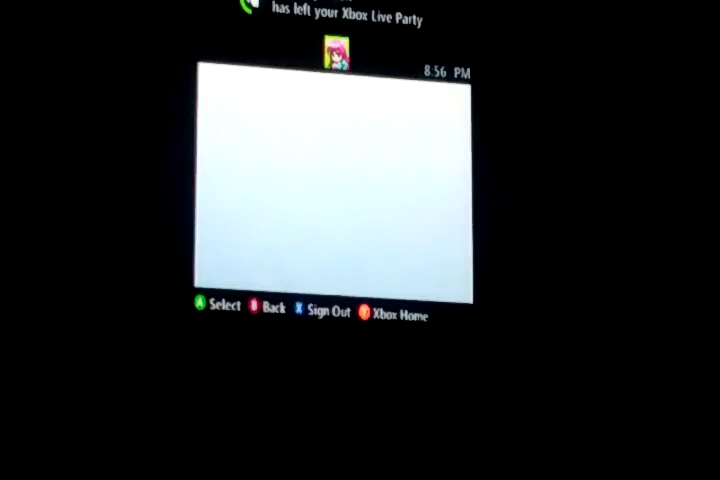 has left your Xbox Live Party
8:56 PM
A Select B Back X Sign Out Y Xbox Home